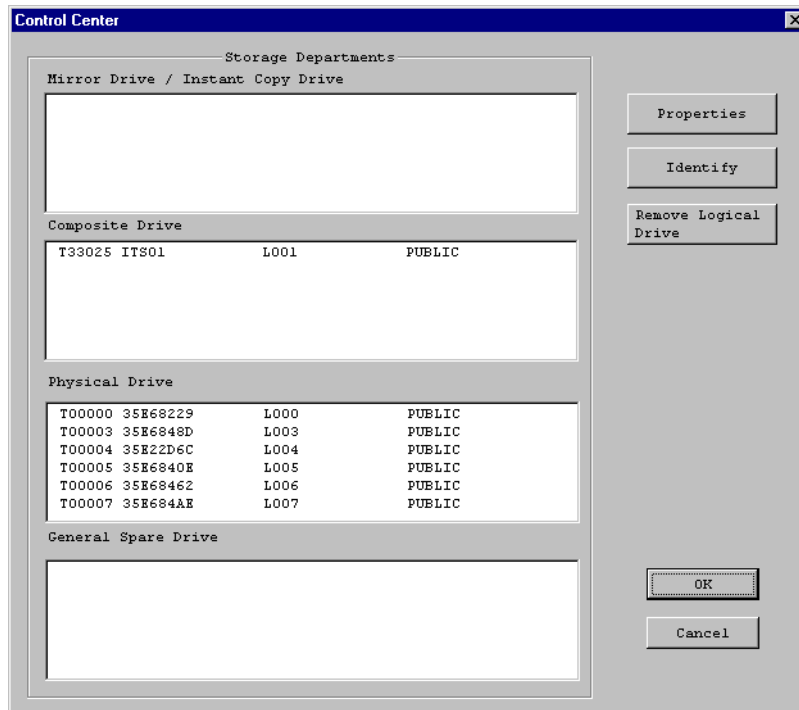 Control Center
Storage Departments
Mirror Drive / Instant Copy Drive
Composite Drive
T33025 ITSO1 L001 PUBLIC
Physical Drive
T00000 35E68229 L000 PUBLIC
T00003 35E6848D L003 PUBLIC
T00004 35E22D6C L004 PUBLIC
T00005 35E6840E L005 PUBLIC
T00006 35E68462 L006 PUBLIC
T00007 35E684AE L007 PUBLIC
General Spare Drive
Properties
Identify
Remove Logical
Drive
OK
Cancel